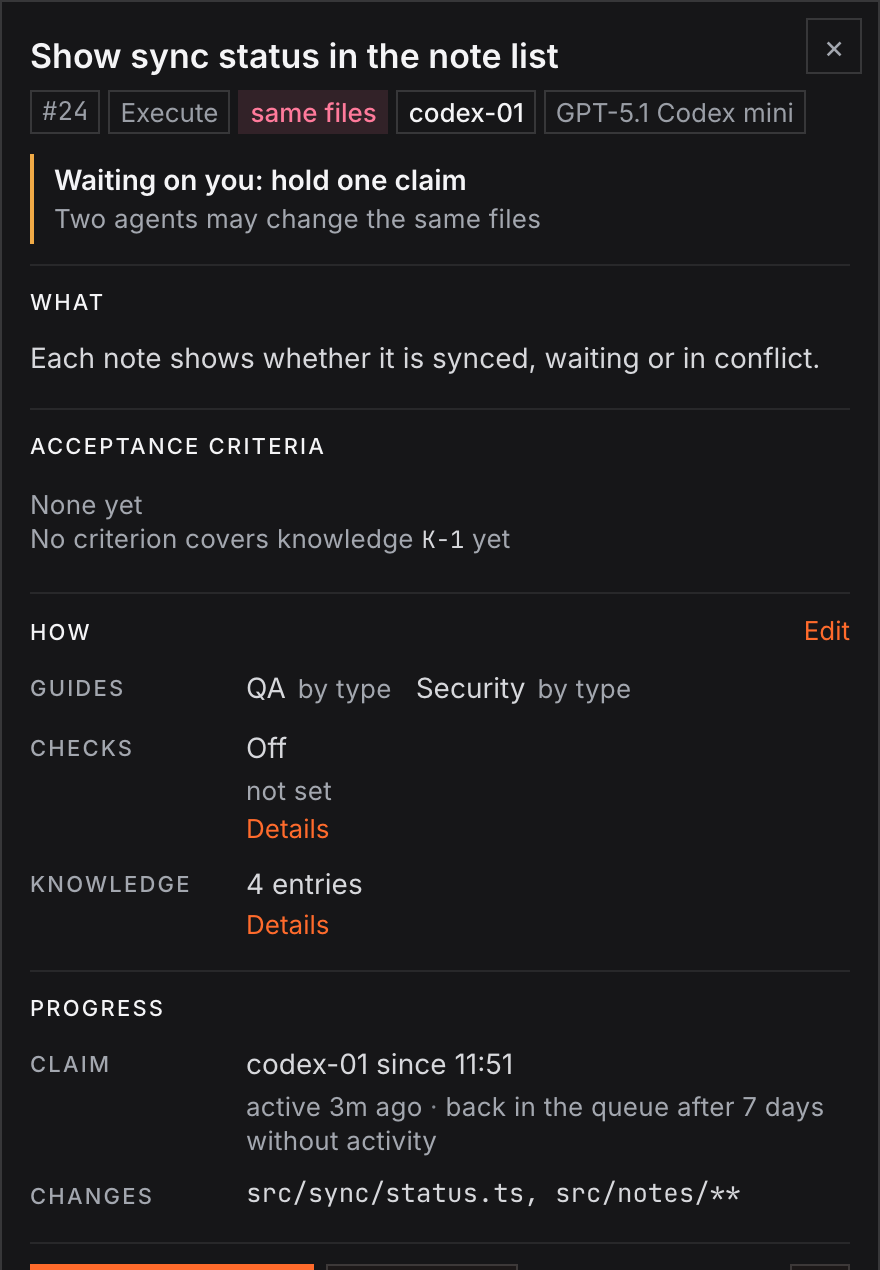 Show sync status in the note list
×
#24 Execute same files codex-01 GPT-5.1 Codex mini
Waiting on you: hold one claim
Two agents may change the same files
WHAT
Each note shows whether it is synced, waiting or in conflict.
ACCEPTANCE CRITERIA
None yet
No criterion covers knowledge K-1 yet
HOW Edit
GUIDES QA by type Security by type
CHECKS Off
not set
Details
KNOWLEDGE 4 entries
Details
PROGRESS
CLAIM codex-01 since 11:51
active 3m ago · back in the queue after 7 days
without activity
CHANGES src/sync/status.ts, src/notes/**